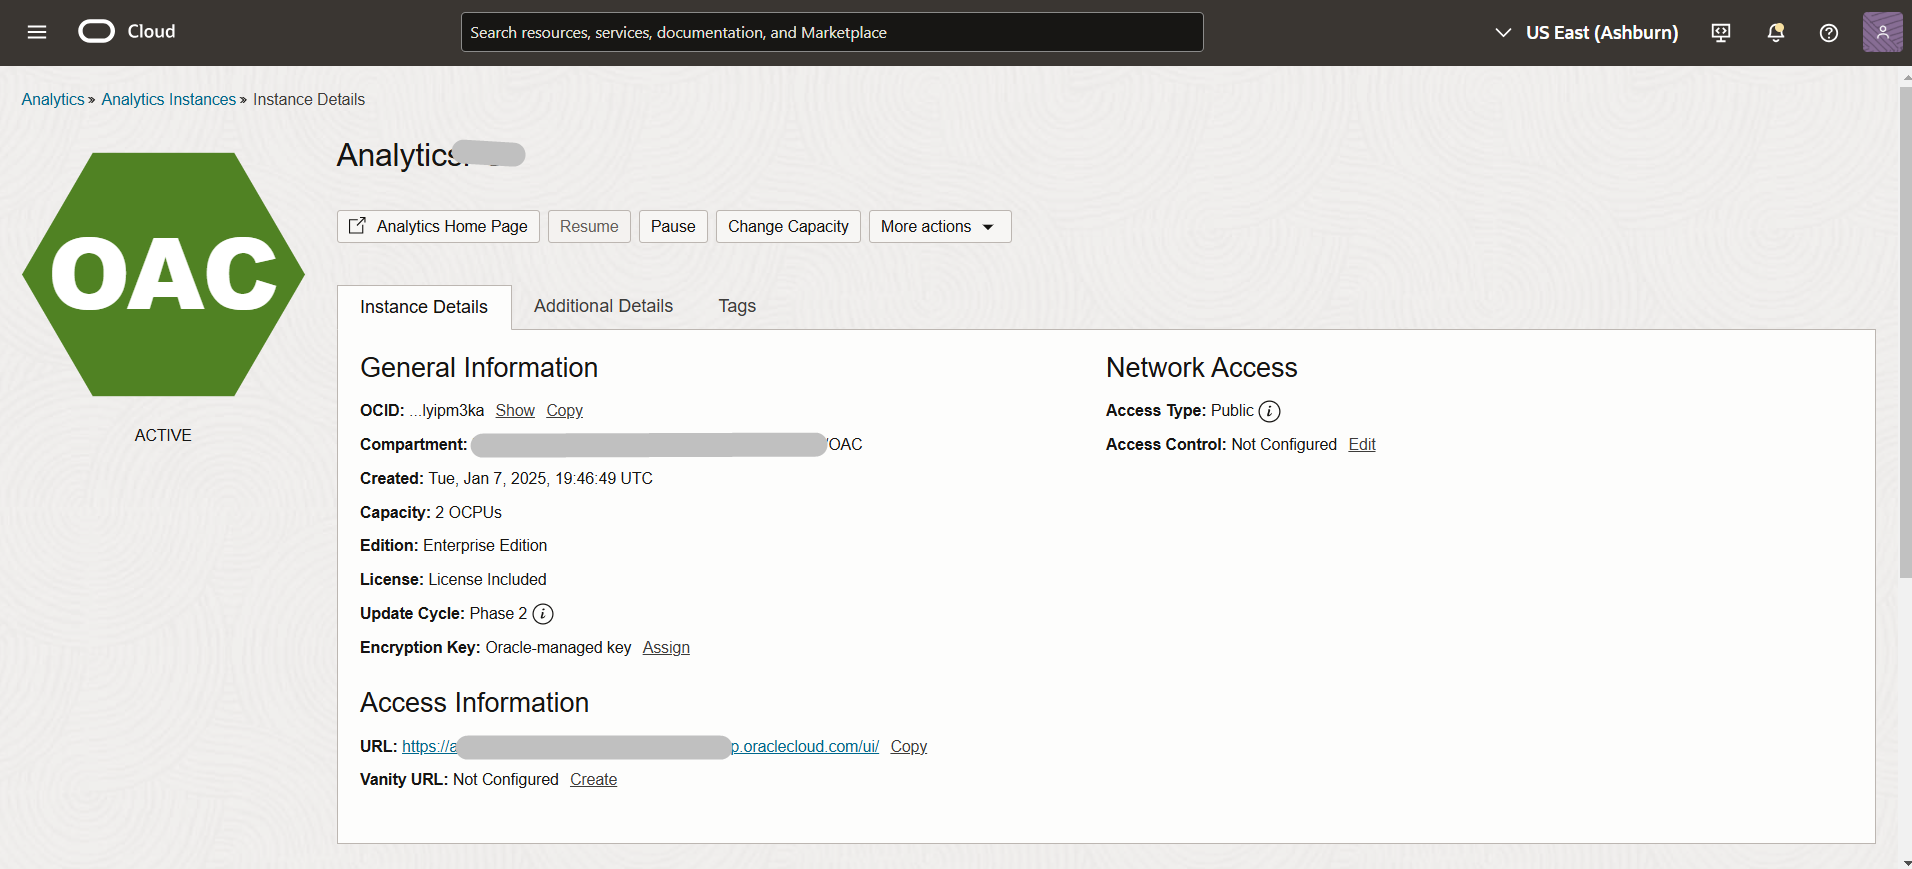 Cloud
Search resources, services, documentation, and Marketplace
US East (Ashburn)
Analytics » Analytics Instances » Instance Details
Analytics
OAC
ACTIVE
Analytics Home Page
Resume
Pause
Change Capacity
More actions
Instance Details
Additional Details
Tags
General Information
OCID: ...lyipm3ka Show Copy
Compartment: /OAC
Created: Tue, Jan 7, 2025, 19:46:49 UTC
Capacity: 2 OCPUs
Edition: Enterprise Edition
License: License Included
Update Cycle: Phase 2 i
Encryption Key: Oracle-managed key Assign
Access Information
URL: https://a p.oraclecloud.com/ui/ Copy
Vanity URL: Not Configured Create
Network Access
Access Type: Public i
Access Control: Not Configured Edit